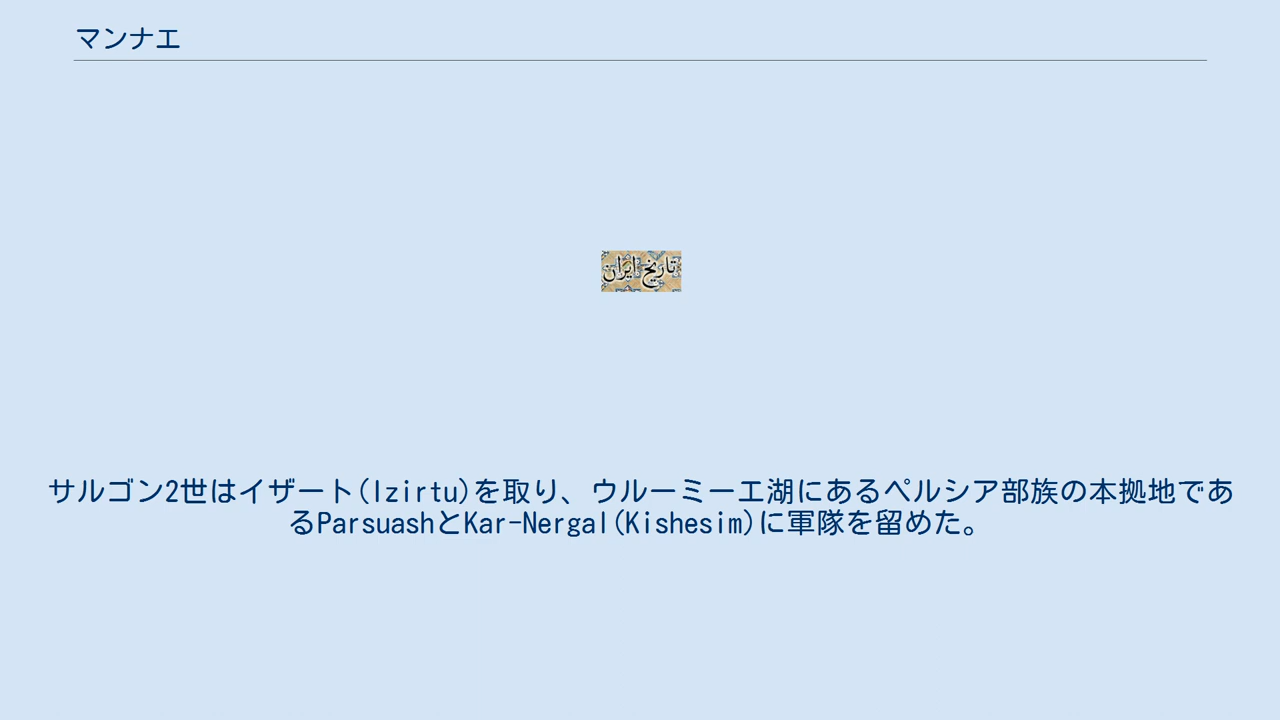 マンナエ
تاریخ ایران
サルゴン2世はイザート(Izirtu)を取り、ウルーミーエ湖にあるペルシア部族の本拠地であ
るParsuashとKar-Nergal(Kishesim)に軍隊を留めた。